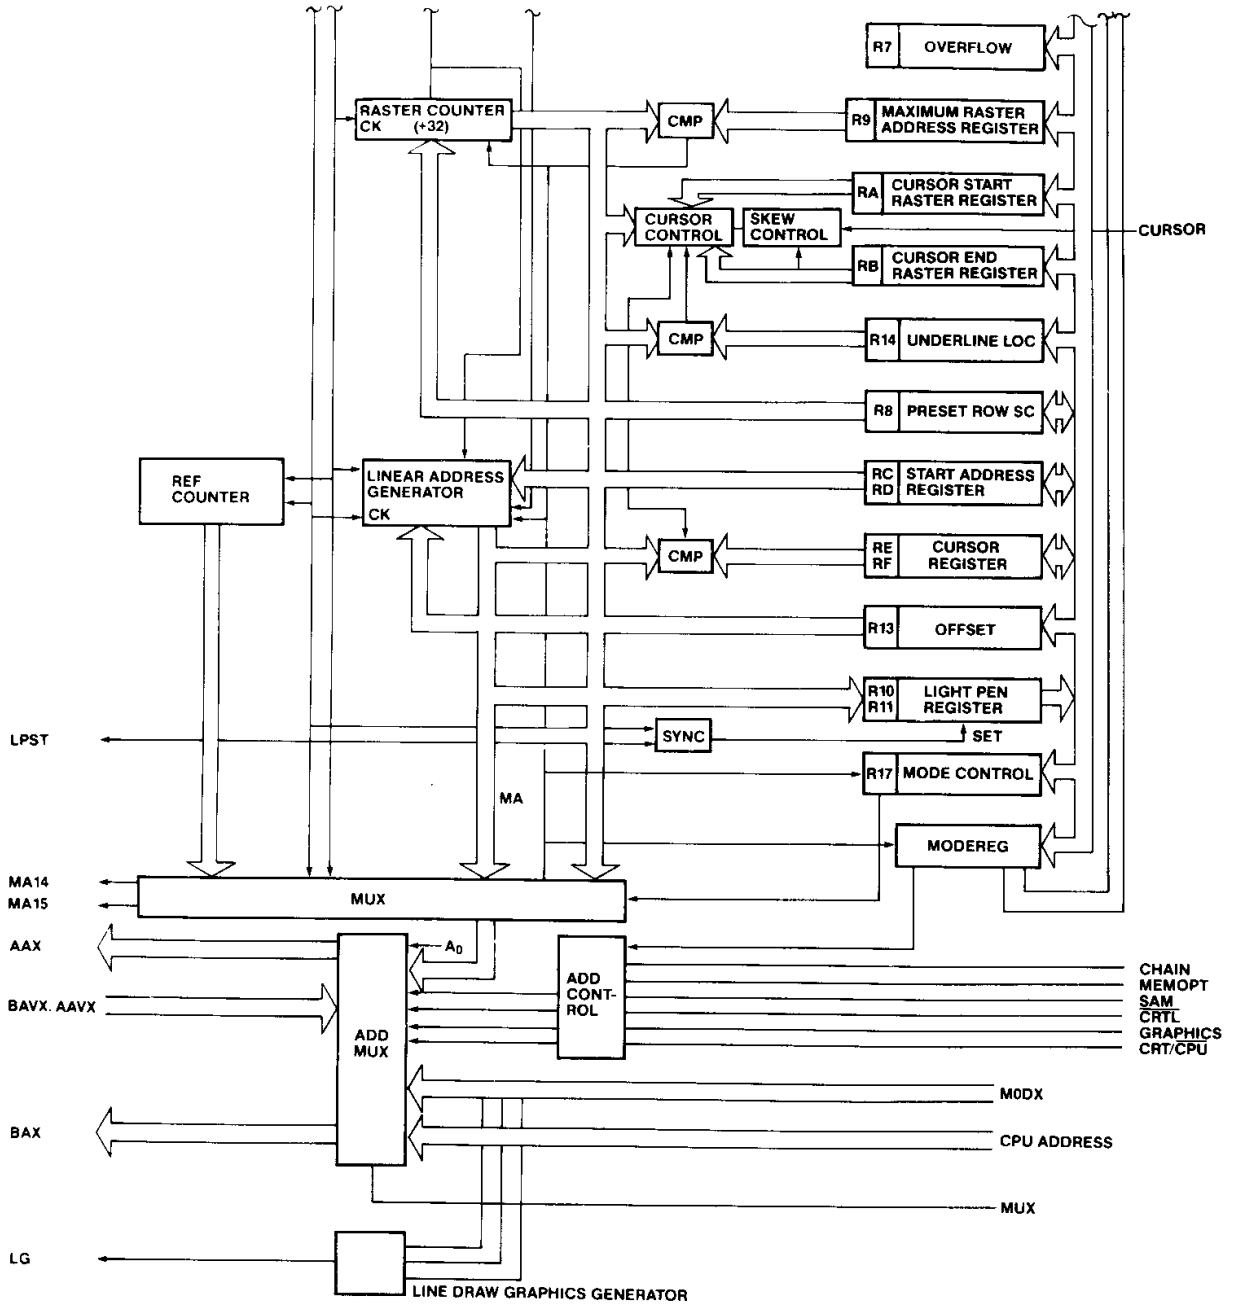 R7 OVERFLOW
RASTER COUNTER
CK (+32)
CMP
R9 MAXIMUM RASTER
ADDRESS REGISTER
RA CURSOR START
RASTER REGISTER
CURSOR
CONTROL
SKEW
CONTROL
CURSOR
RB CURSOR END
RASTER REGISTER
CMP
R14 UNDERLINE LOC
R8 PRESET ROW SC
REF
COUNTER
LINEAR ADDRESS
GENERATOR
CK
RC
RD
START ADDRESS
REGISTER
CMP
RE
RF
CURSOR
REGISTER
R13 OFFSET
R10
R11
LIGHT PEN
REGISTER
LPST
SYNC
SET
R17 MODE CONTROL
MA
MODEREG
MA14
MA15
MUX
AAX
A0
ADD
CONT-
ROL
CHAIN
MEMOPT
SAM
CRTL
GRAPHICS
CRT/CPU
BAVX. AAVX
ADD
MUX
M0DX
BAX
CPU ADDRESS
MUX
LG
LINE DRAW GRAPHICS GENERATOR